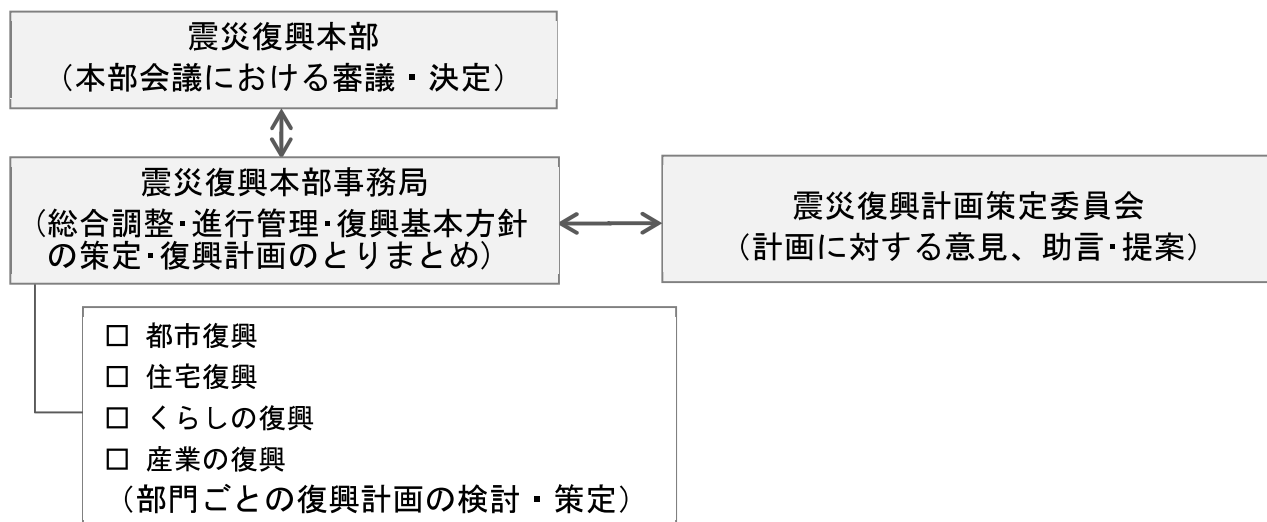 震災復興本部
（本部会議における審議・決定）
震災復興本部事務局
（総合調整・進行管理・復興基本方針
の策定・復興計画のとりまとめ）
震災復興計画策定委員会
（計画に対する意見、助言・提案）
□ 都市復興
□ 住宅復興
□ くらしの復興
□ 産業の復興
（部門ごとの復興計画の検討・策定）